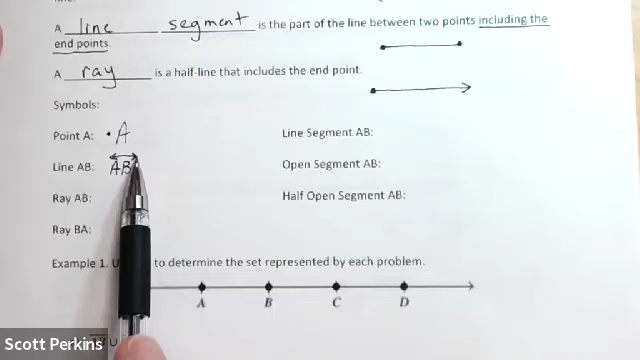 A line segment is the part of the line between two points including the
end points.
A ray is a half-line that includes the end point.
Symbols:
Point A: • A
Line Segment AB:
Line AB: AB
Open Segment AB:
Ray AB:
Half Open Segment AB:
Ray BA:
Example 1. U to determine the set represented by each problem.
A B C D
Scott Perkins